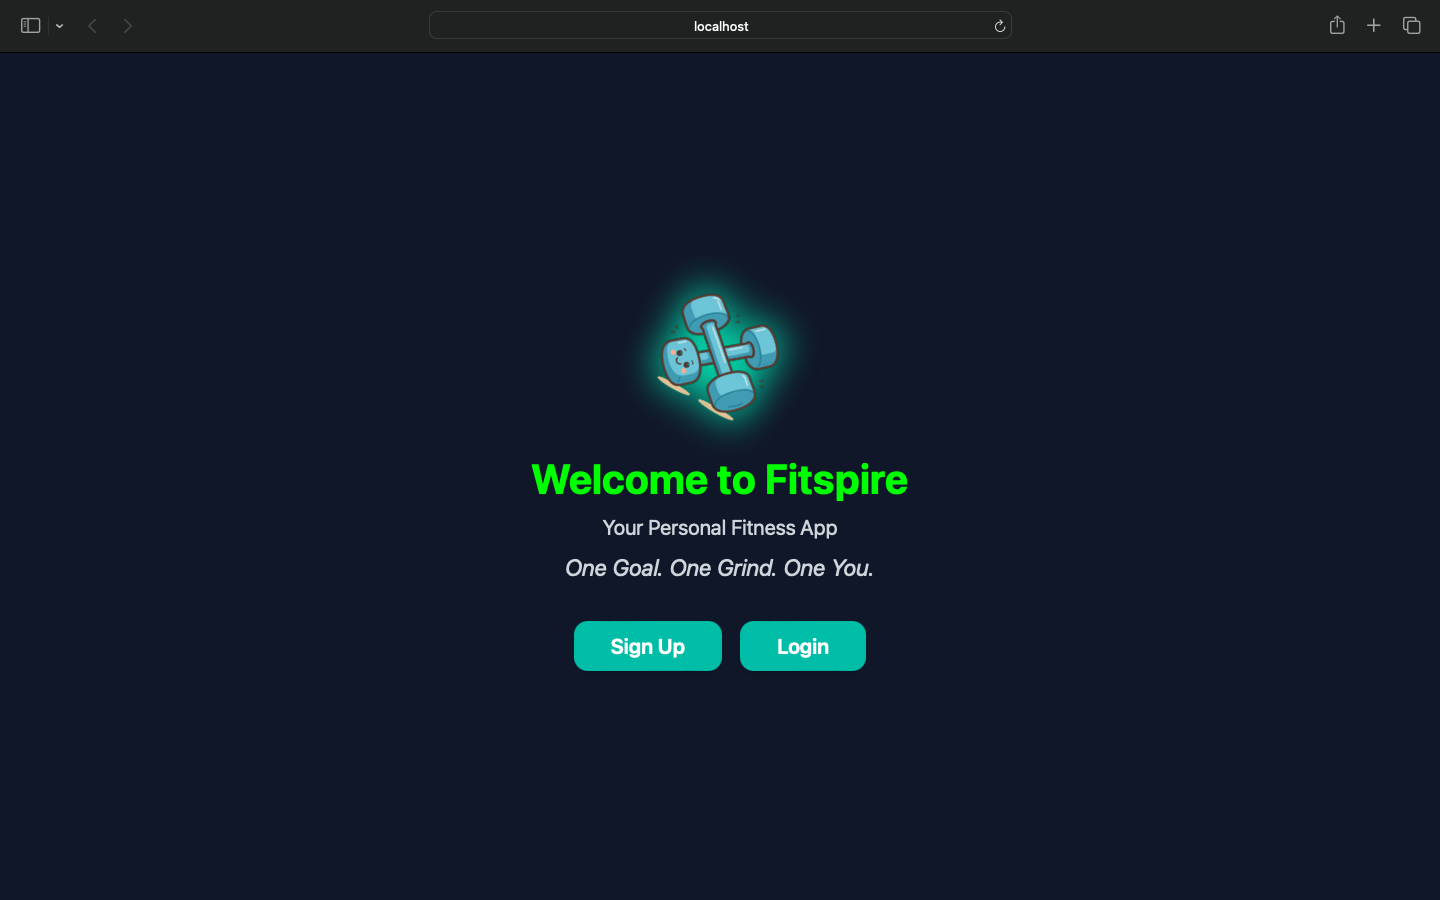 localhost
Welcome to Fitspire
Your Personal Fitness App
One Goal. One Grind. One You.
Sign Up
Login